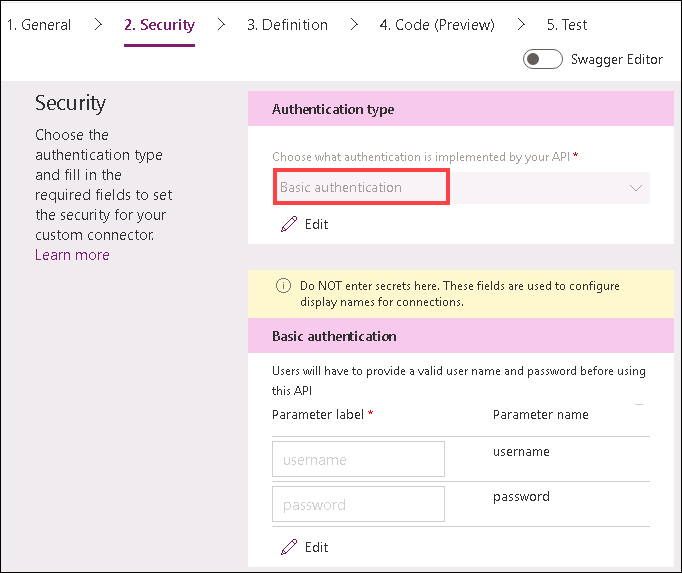 1. General > 2. Security > 3. Definition > 4. Code (Preview) > 5. Test
Swagger Editor
Security
Choose the
authentication type
and fill in the
required fields to set
the security for your
custom connector.
Learn more
Authentication type
Choose what authentication is implemented by your API *
Basic authentication
Edit
Do NOT enter secrets here. These fields are used to configure
display names for connections.
Basic authentication
Users will have to provide a valid user name and password before using
this API
Parameter label * Parameter name
username username
password password
Edit